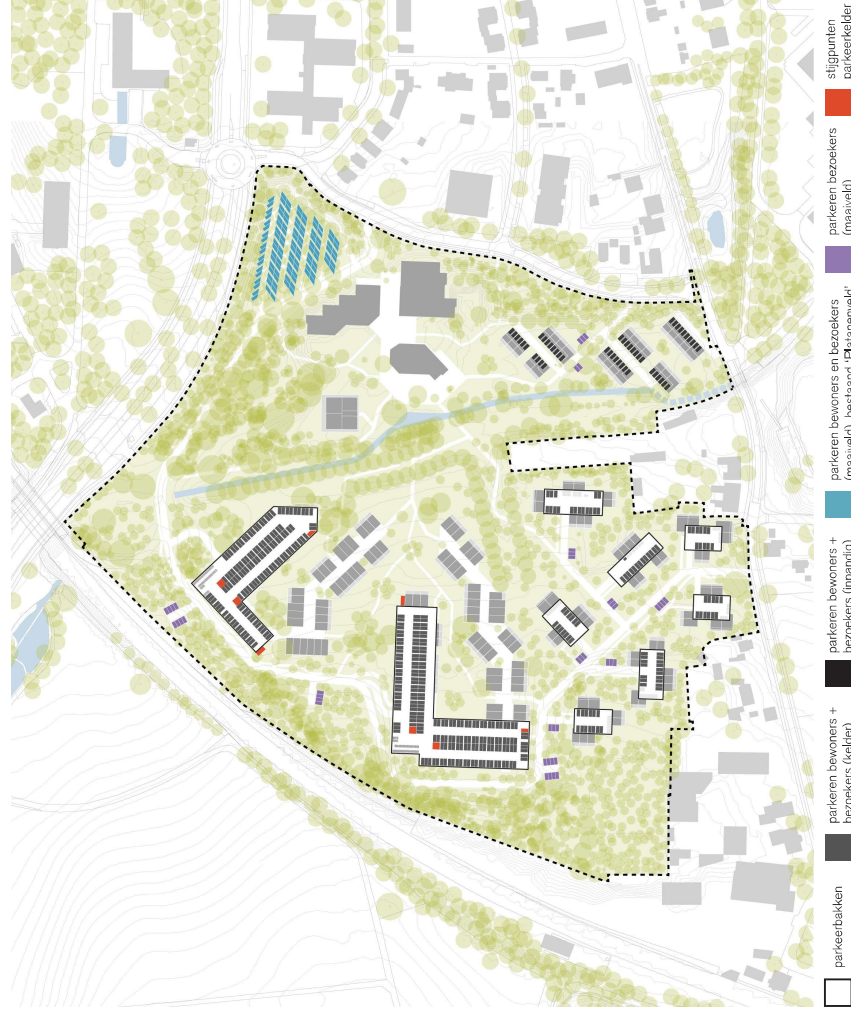 parkeerbakken
parkeren bewoners +
bezoekers (kelder)
parkeren bewoners +
bezoekers (inpandig)
parkeren bewoners en bezoekers
(maaiveld), bestaand 'Platanenveld'
parkeren bezoekers
(maaiveld)
stijgpunten
parkeerkelder